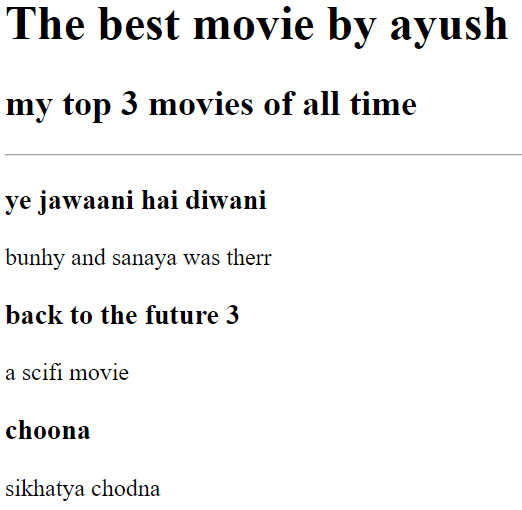 The best movie by ayush
my top 3 movies of all time
ye jawaani hai diwani
bunhy and sanaya was therr
back to the future 3
a scifi movie
choona
sikhatya chodna